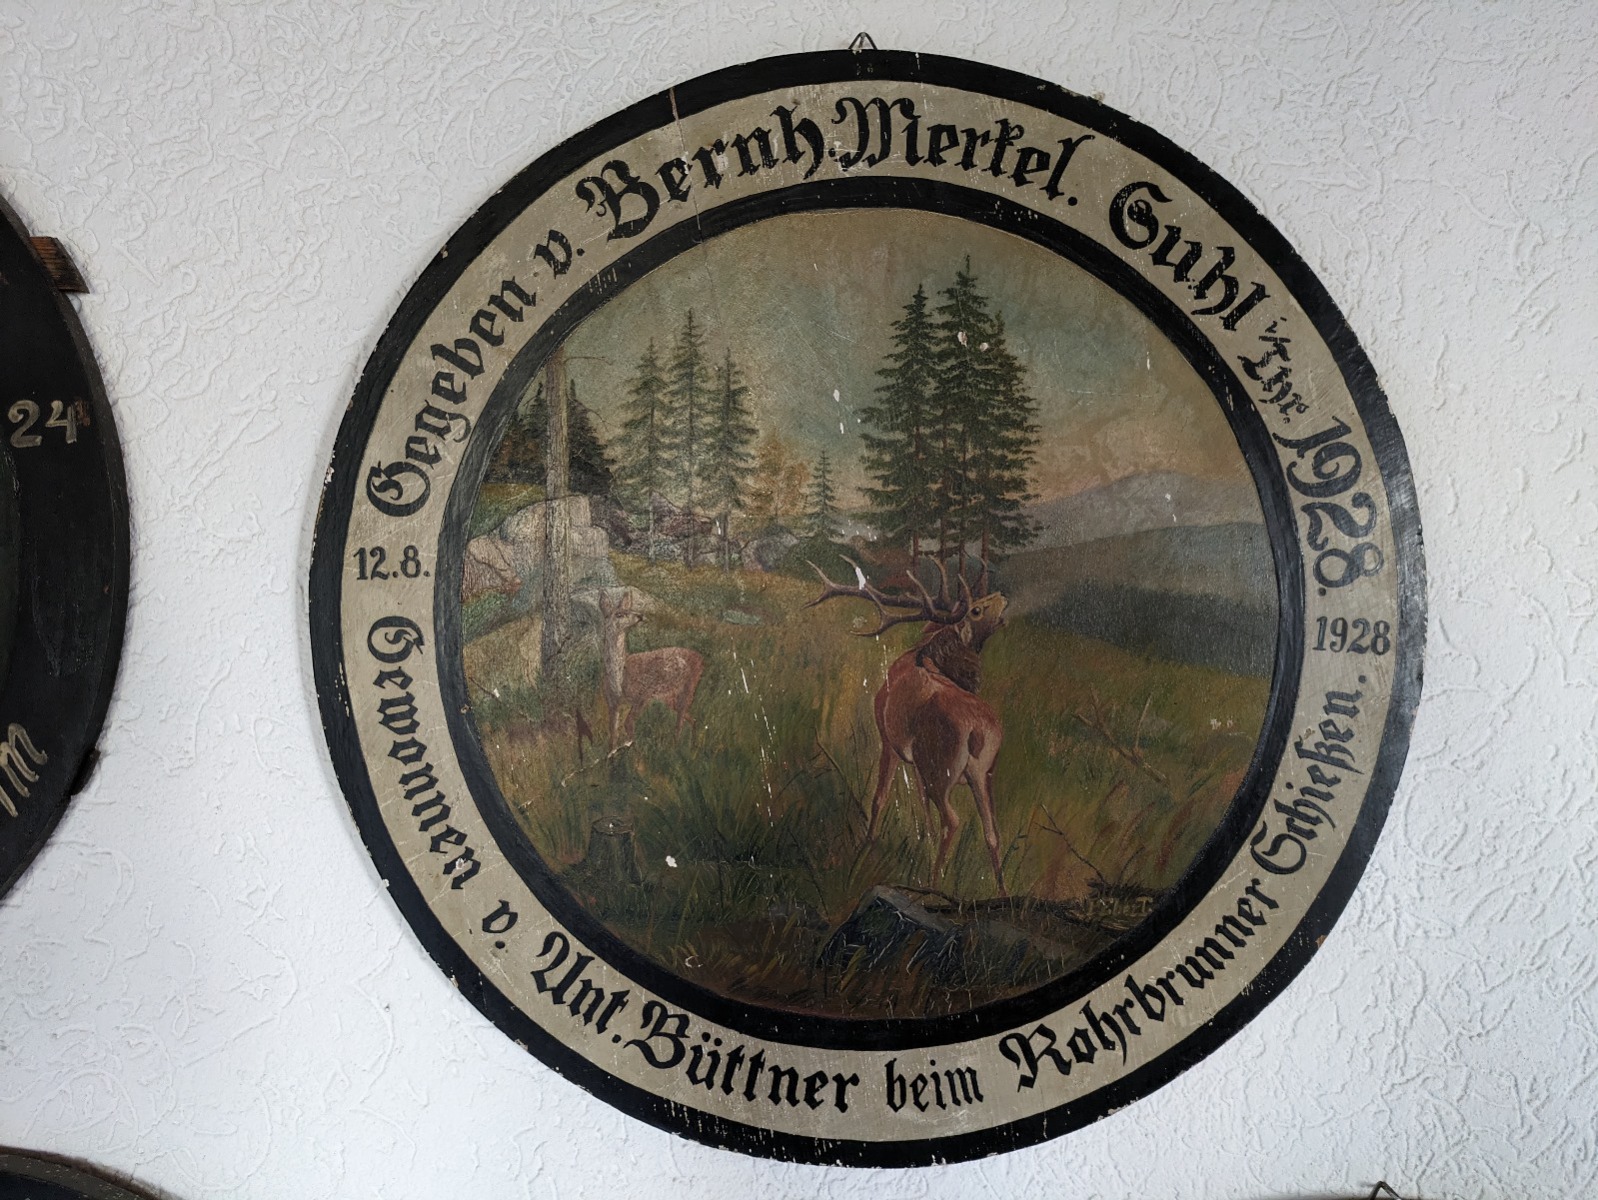 Gegeben v. Bernh. Merkel. Suhl i/Thr. 1928.
12.8. 1928
Gewonnen v. Ant. Büttner beim Rohrbrunner Schießen.
24
m